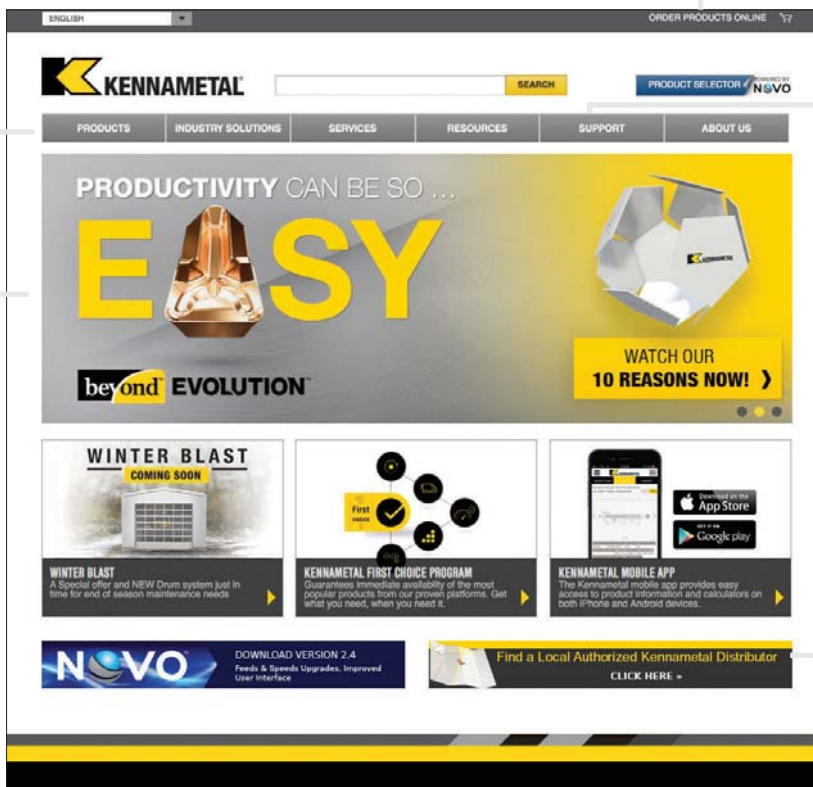 ENGLISH
ORDER PRODUCTS ONLINE
KENNAMETAL
SEARCH
PRODUCT SELECTOR
POWERED BY
NOVO
PRODUCTS INDUSTRY SOLUTIONS SERVICES RESOURCES SUPPORT ABOUT US
PRODUCTIVITY CAN BE SO ...
EASY
KENNAMETAL
WATCH OUR
10 REASONS NOW!
beyond™ EVOLUTION™
WINTER BLAST
COMING SOON
WINTER BLAST
A Special offer and NEW Drum system just in
time for end of season maintenance needs
First
CHOICE
KENNAMETAL FIRST CHOICE PROGRAM
Guarantees immediate availability of the most
popular products from our proven platforms. Get
what you need, when you need it.
KENNAMETAL
Download on the
App Store
GET IT ON
Google play
KENNAMETAL MOBILE APP
The Kennametal mobile app provides easy
access to product information and calculators on
both iPhone and Android devices.
NOVO
DOWNLOAD VERSION 2.4
Feeds & Speeds Upgrades, Improved
User Interface
Find a Local Authorized Kennametal Distributor
CLICK HERE »